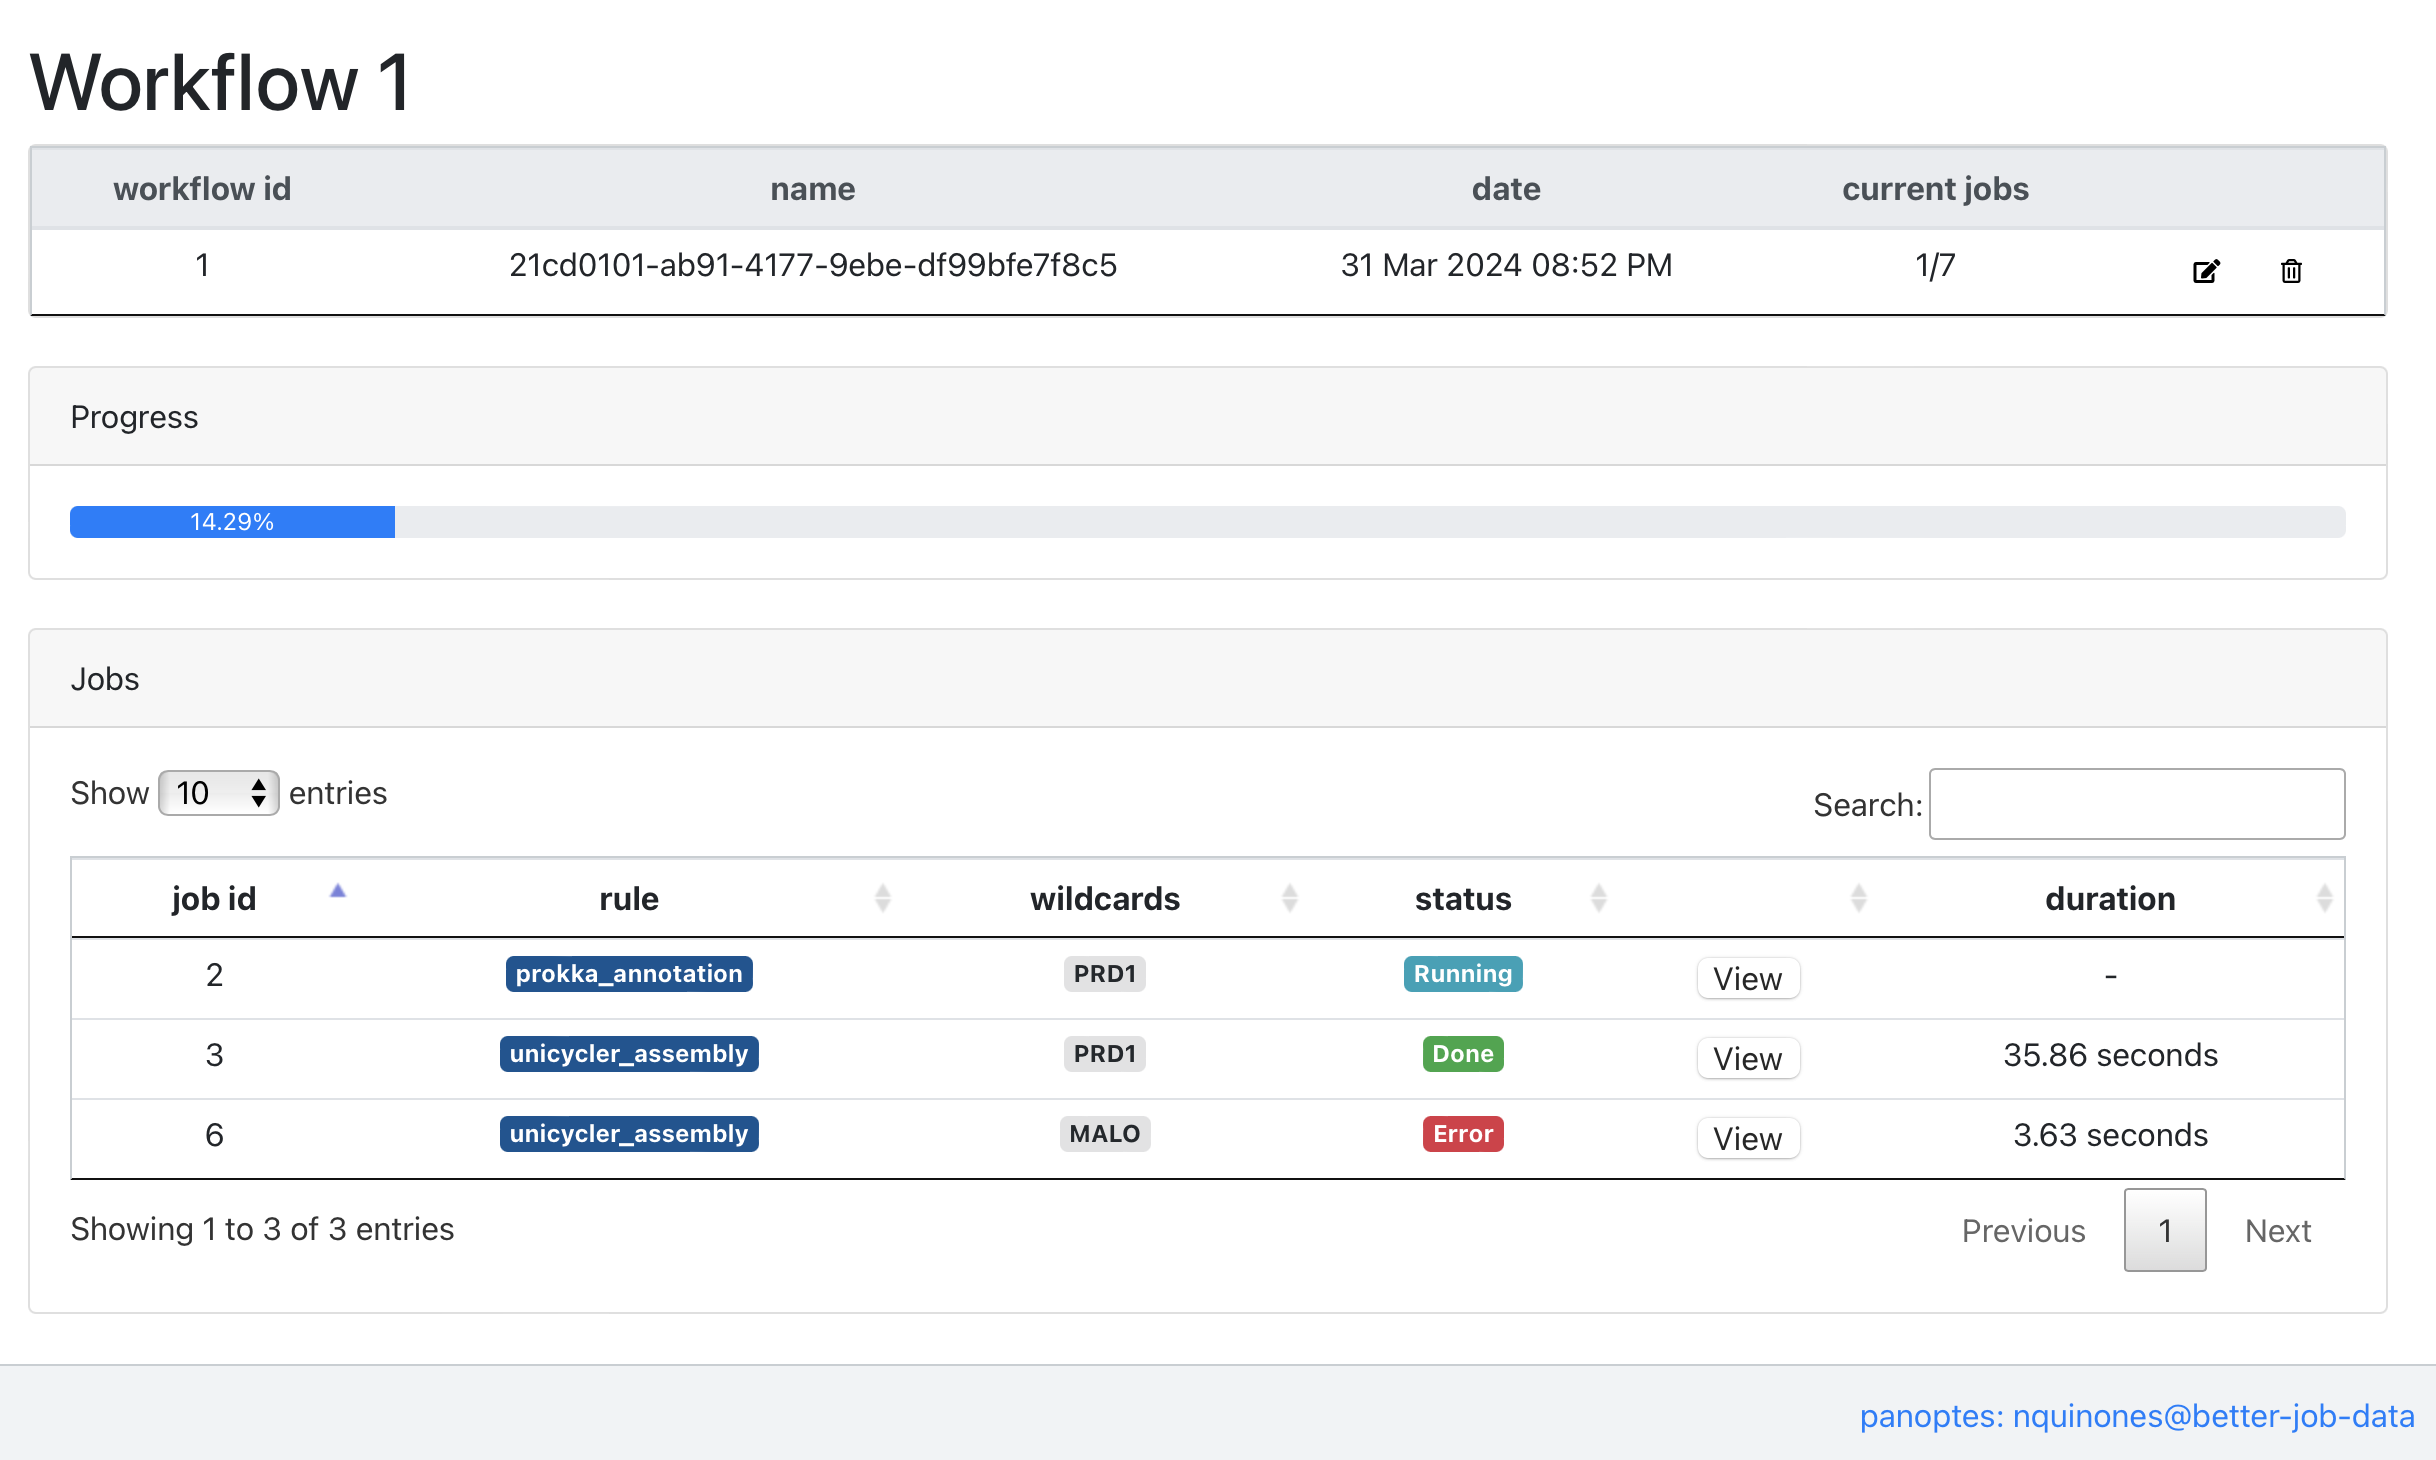 Workflow 1
workflow id name date current jobs
1 21cd0101-ab91-4177-9ebe-df99bfe7f8c5 31 Mar 2024 08:52 PM 1/7
Progress
14.29%
Jobs
Show 10 entries Search:
job id rule wildcards status duration
2 prokka_annotation PRD1 Running View -
3 unicycler_assembly PRD1 Done View 35.86 seconds
6 unicycler_assembly MALO Error View 3.63 seconds
Showing 1 to 3 of 3 entries Previous 1 Next
panoptes: nquinones@better-job-data